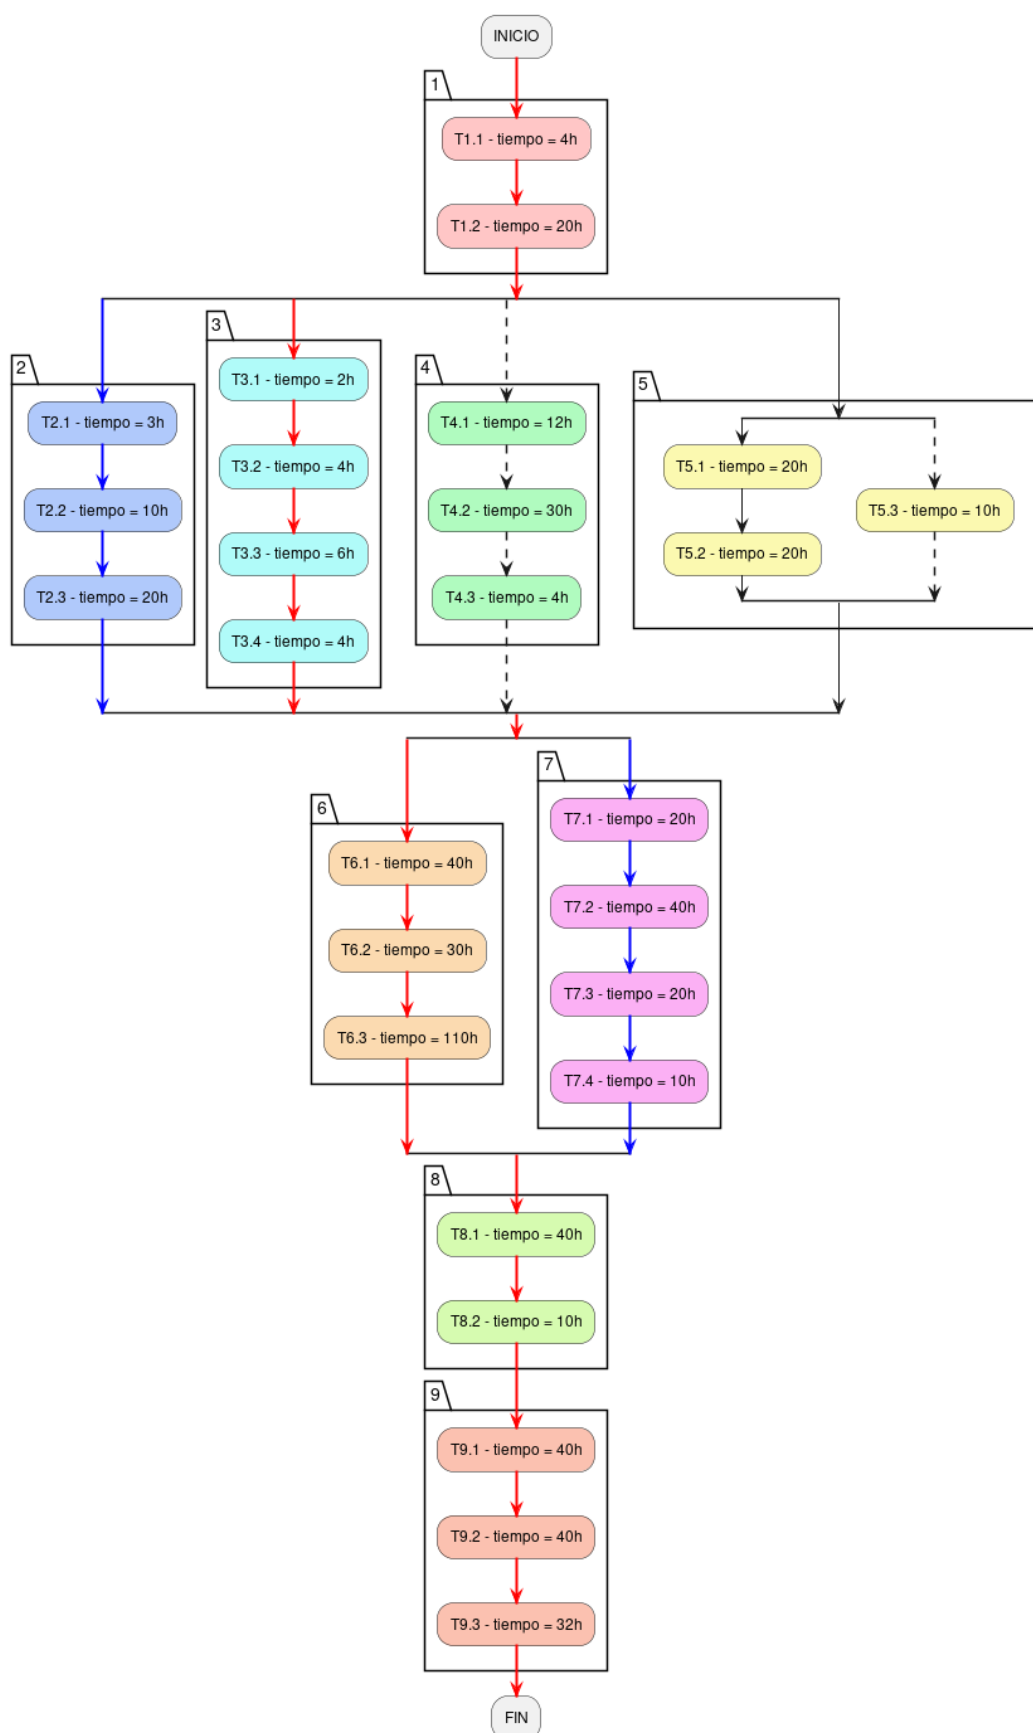 INICIO
1
T1.1 - tiempo = 4h
T1.2 - tiempo = 20h
2
T2.1 - tiempo = 3h
T2.2 - tiempo = 10h
T2.3 - tiempo = 20h
3
T3.1 - tiempo = 2h
T3.2 - tiempo = 4h
T3.3 - tiempo = 6h
T3.4 - tiempo = 4h
4
T4.1 - tiempo = 12h
T4.2 - tiempo = 30h
T4.3 - tiempo = 4h
5
T5.1 - tiempo = 20h
T5.2 - tiempo = 20h
T5.3 - tiempo = 10h
6
T6.1 - tiempo = 40h
T6.2 - tiempo = 30h
T6.3 - tiempo = 110h
7
T7.1 - tiempo = 20h
T7.2 - tiempo = 40h
T7.3 - tiempo = 20h
T7.4 - tiempo = 10h
8
T8.1 - tiempo = 40h
T8.2 - tiempo = 10h
9
T9.1 - tiempo = 40h
T9.2 - tiempo = 40h
T9.3 - tiempo = 32h
FIN